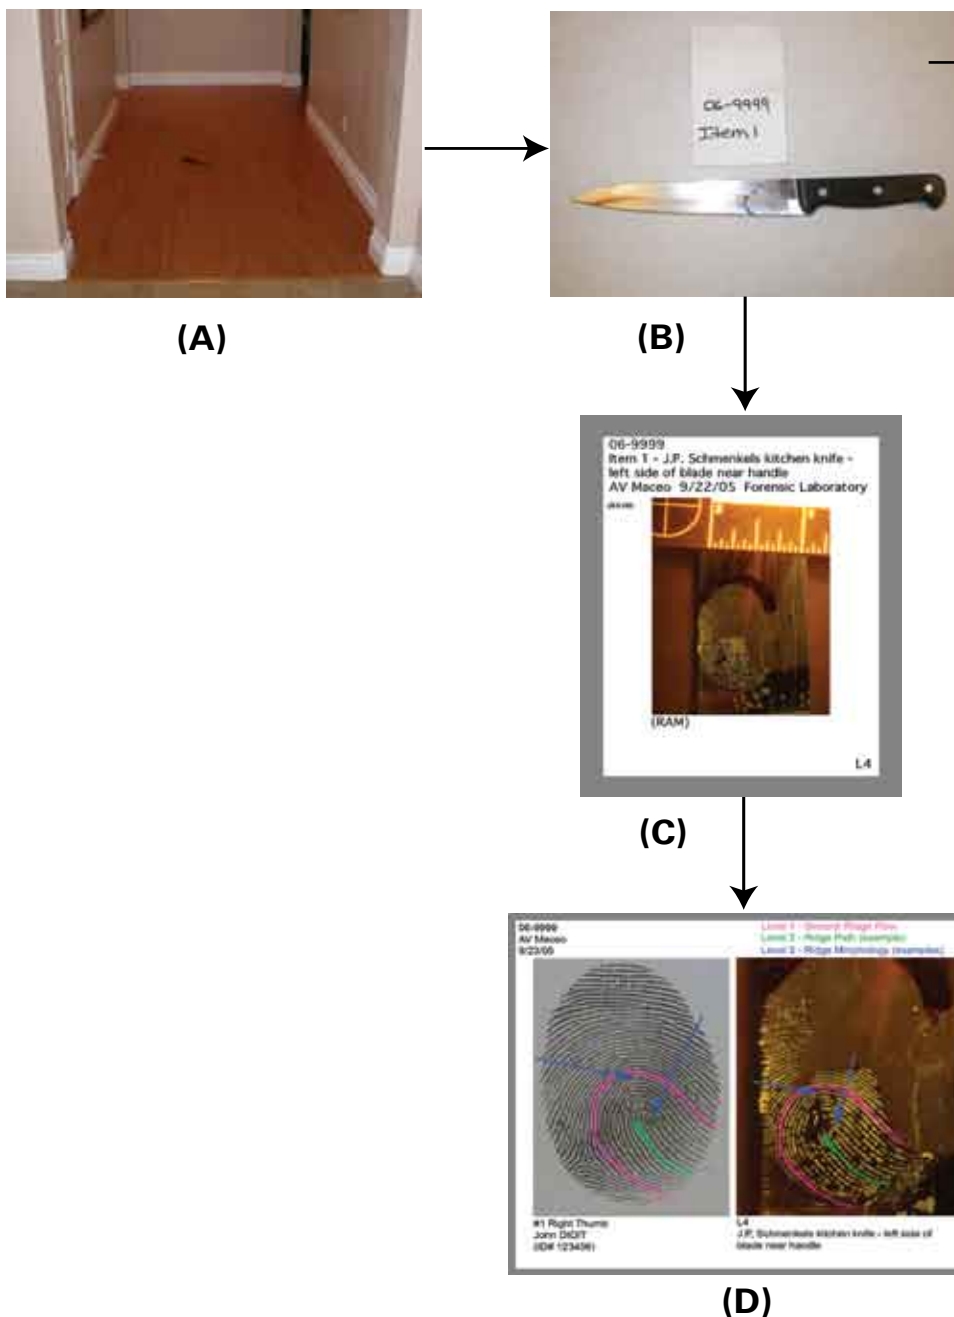 06-9999
Item 1
(A)
(B)
06-9999
Item 1 - J.P. Schmenkels kitchen knife -
left side of blade near handle
AV Maceo 9/22/05 Forensic Laboratory
(RAM)
L4
(C)
06-9999
AV Maceo
9/23/05
Level 1 - Overall Ridge Flow
Level 2 - Ridge Path (examples)
Level 3 - Ridge Morphology (examples)
#1 Right Thumb
John DIDIT
(ID# 123456)
L4
J.P. Schmenkels kitchen knife - left side of
blade near handle
(D)